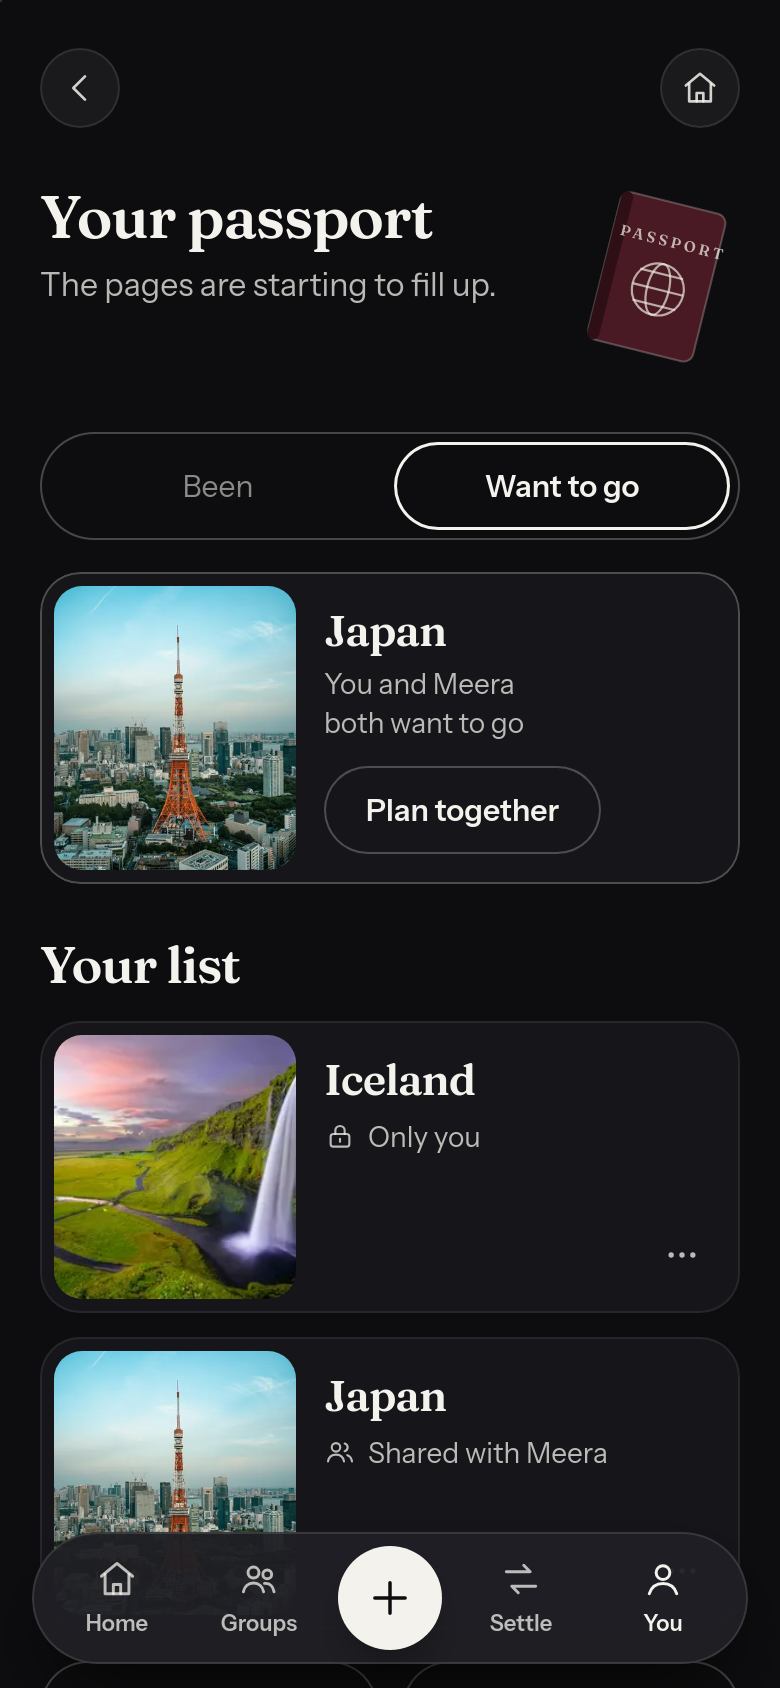 Your passport
The pages are starting to fill up.
PASSPORT
Been
Want to go
Japan
You and Meera
both want to go
Plan together
Your list
Iceland
Only you
Japan
Shared with Meera
Home
Groups
Settle
You